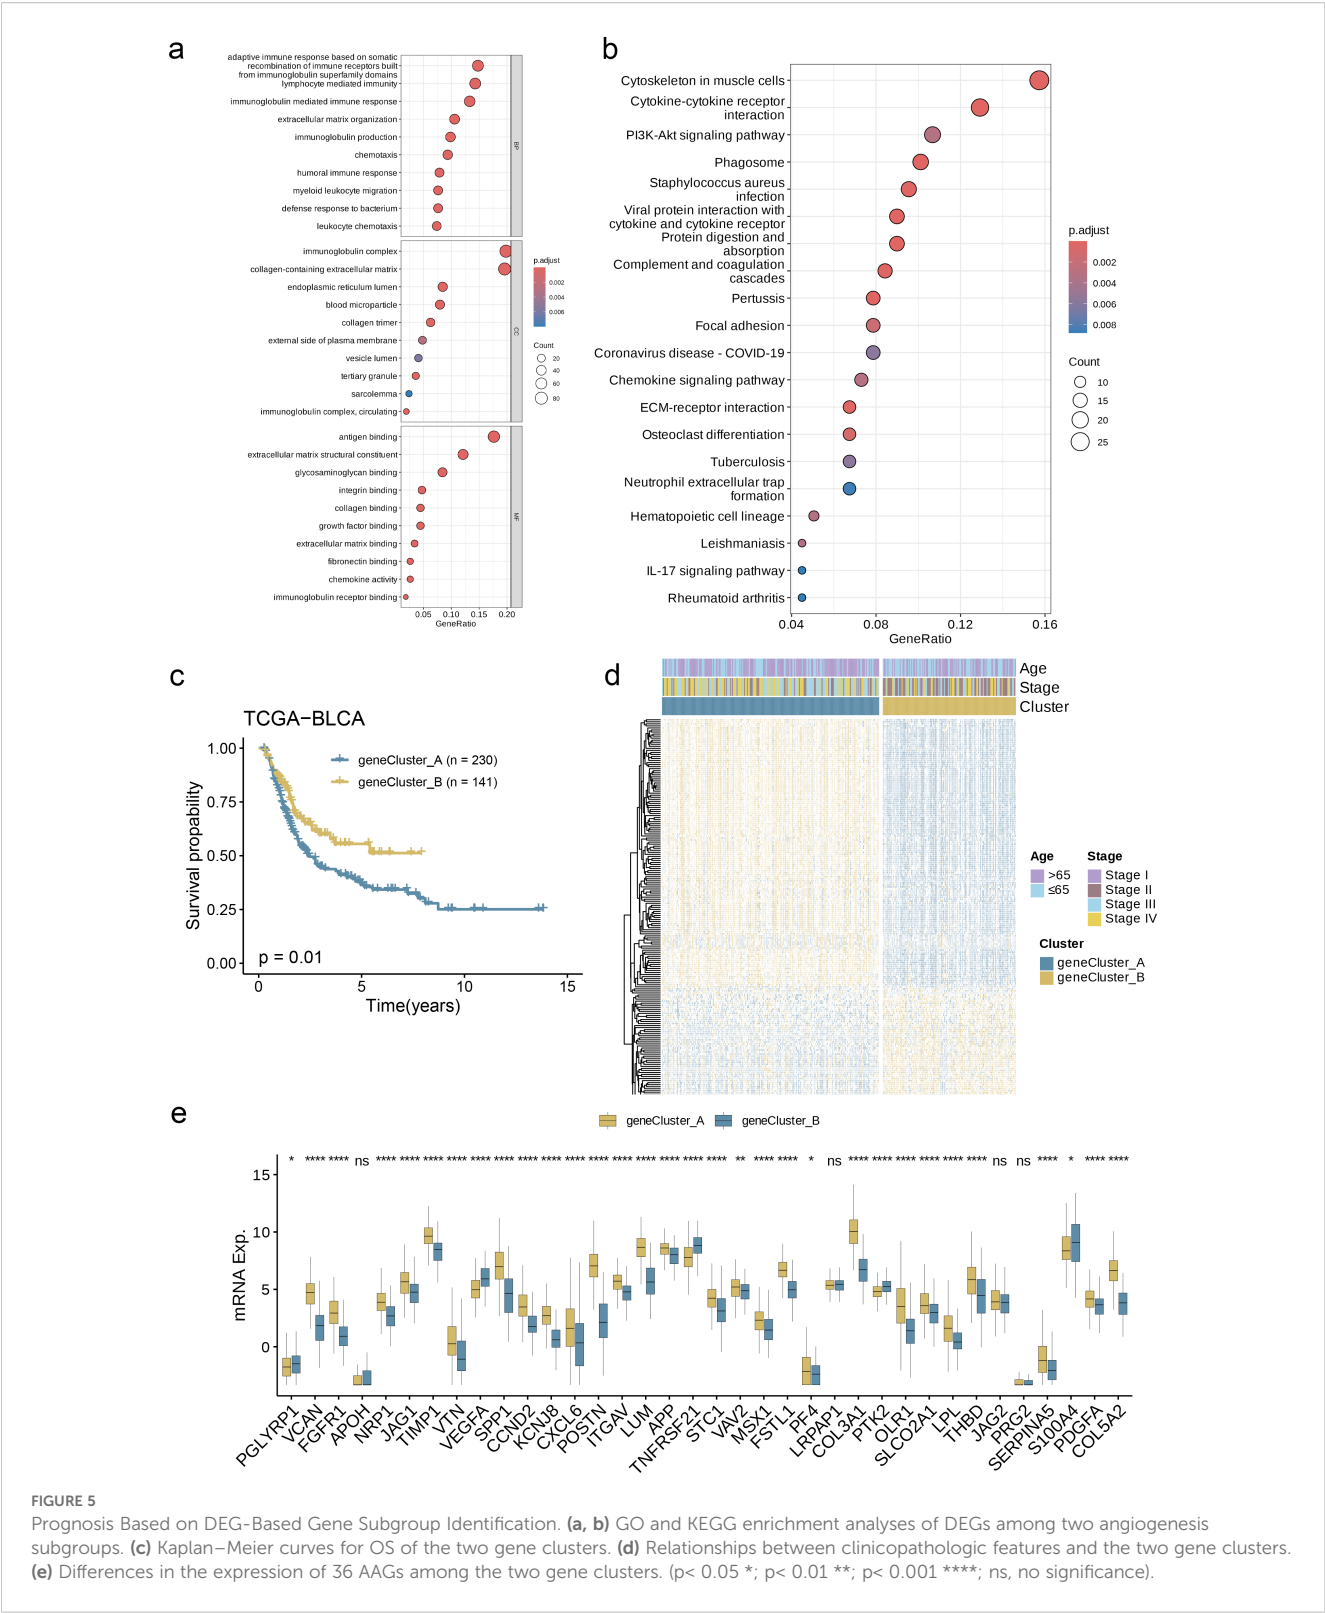 a
adaptive immune response based on somatic
recombination of immune receptors built
from immunoglobulin superfamily domains
lymphocyte mediated immunity
immunoglobulin mediated immune response
extracellular matrix organization
immunoglobulin production
chemotaxis
humoral immune response
myeloid leukocyte migration
defense response to bacterium
leukocyte chemotaxis
BP
immunoglobulin complex
collagen-containing extracellular matrix
endoplasmic reticulum lumen
blood microparticle
collagen trimer
external side of plasma membrane
vesicle lumen
tertiary granule
sarcolemma
immunoglobulin complex, circulating
CC
antigen binding
extracellular matrix structural constituent
glycosaminoglycan binding
integrin binding
collagen binding
growth factor binding
extracellular matrix binding
fibronectin binding
chemokine activity
immunoglobulin receptor binding
MF
0.05 0.10 0.15 0.20
GeneRatio
p.adjust
0.002
0.004
0.006
Count
20
40
60
80
b
Cytoskeleton in muscle cells
Cytokine-cytokine receptor
interaction
PI3K-Akt signaling pathway
Phagosome
Staphylococcus aureus
infection
Viral protein interaction with
cytokine and cytokine receptor
Protein digestion and
absorption
Complement and coagulation
cascades
Pertussis
Focal adhesion
Coronavirus disease - COVID-19
Chemokine signaling pathway
ECM-receptor interaction
Osteoclast differentiation
Tuberculosis
Neutrophil extracellular trap
formation
Hematopoietic cell lineage
Leishmaniasis
IL-17 signaling pathway
Rheumatoid arthritis
0.04 0.08 0.12 0.16
GeneRatio
p.adjust
0.002
0.004
0.006
0.008
Count
10
15
20
25
c
TCGA−BLCA
1.00
0.75
0.50
0.25
0.00
Survival propability
geneCluster_A (n = 230)
geneCluster_B (n = 141)
p = 0.01
0 5 10 15
Time(years)
d
Age
Stage
Cluster
Age
>65
≤65
Stage
Stage I
Stage II
Stage III
Stage IV
Cluster
geneCluster_A
geneCluster_B
e
geneCluster_A geneCluster_B
* **** **** ns **** **** **** **** **** **** **** **** **** **** **** **** **** **** **** ** **** **** * ns **** **** **** **** **** **** ns ns **** * **** ****
15
10
5
0
mRNA Exp.
PGLYRP1 VCAN FGFR1 APOH NRP1 JAG1 TIMP1 VTN VEGFA SPP1 CCND2 KCNJ8 CXCL6 POSTN ITGAV LUM APP TNFRSF21 STC1 VAV2 MSX1 FSTL1 PF4 LRPAP1 COL3A1 PTK2 OLR1 SLCO2A1 LPL THBD JAG2 PRG2 SERPINA5 S100A4 PDGFA COL5A2
FIGURE 5
Prognosis Based on DEG-Based Gene Subgroup Identification. (a, b) GO and KEGG enrichment analyses of DEGs among two angiogenesis
subgroups. (c) Kaplan–Meier curves for OS of the two gene clusters. (d) Relationships between clinicopathologic features and the two gene clusters.
(e) Differences in the expression of 36 AAGs among the two gene clusters. (p< 0.05 *; p< 0.01 **; p< 0.001 ****; ns, no significance).